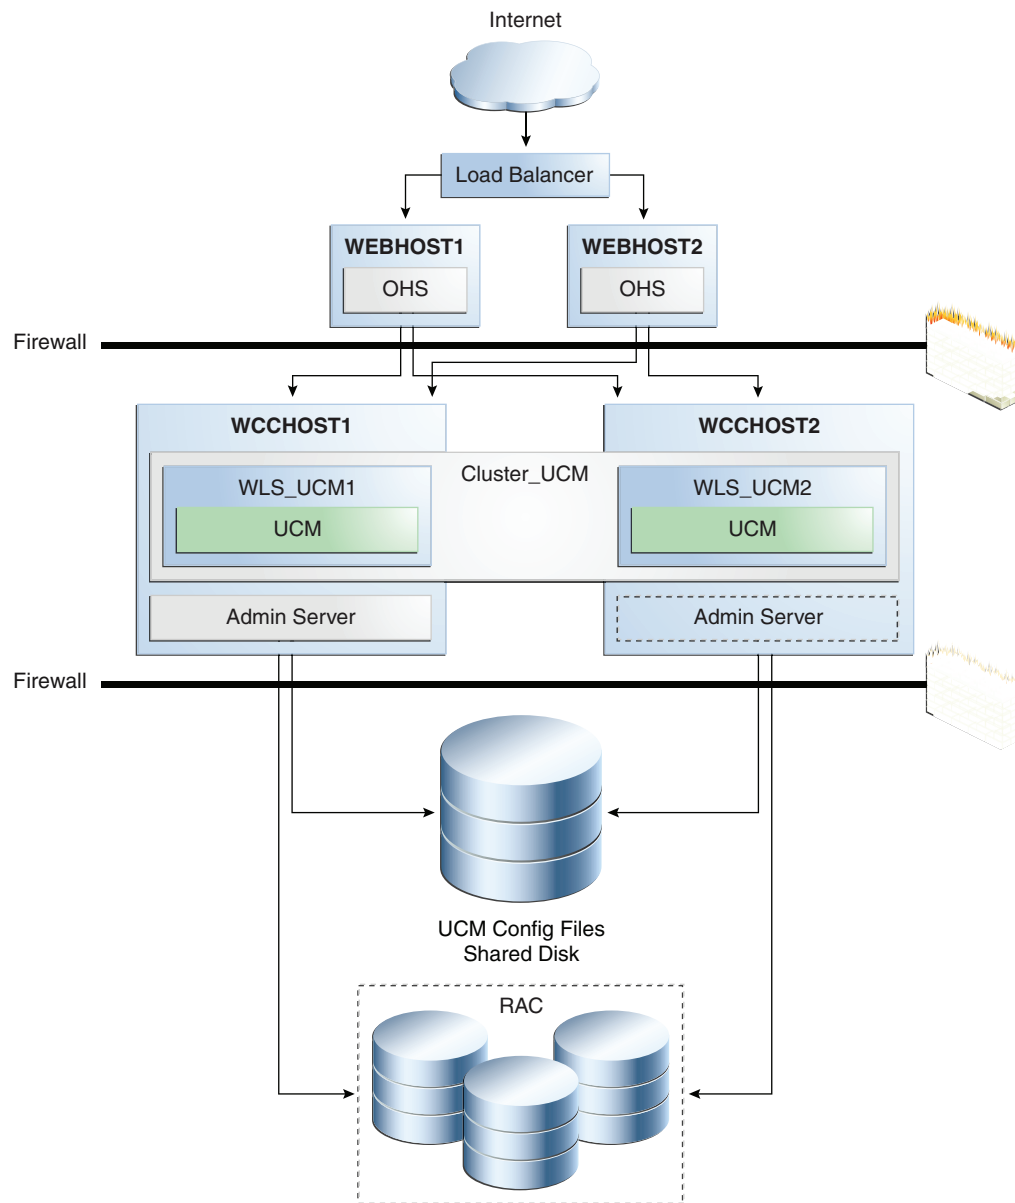 Internet
Load Balancer
WEBHOST1
WEBHOST2
OHS
OHS
Firewall
WCCHOST1
WCCHOST2
Cluster_UCM
WLS_UCM1
WLS_UCM2
UCM
UCM
Admin Server
Admin Server
Firewall
UCM Config Files
Shared Disk
RAC